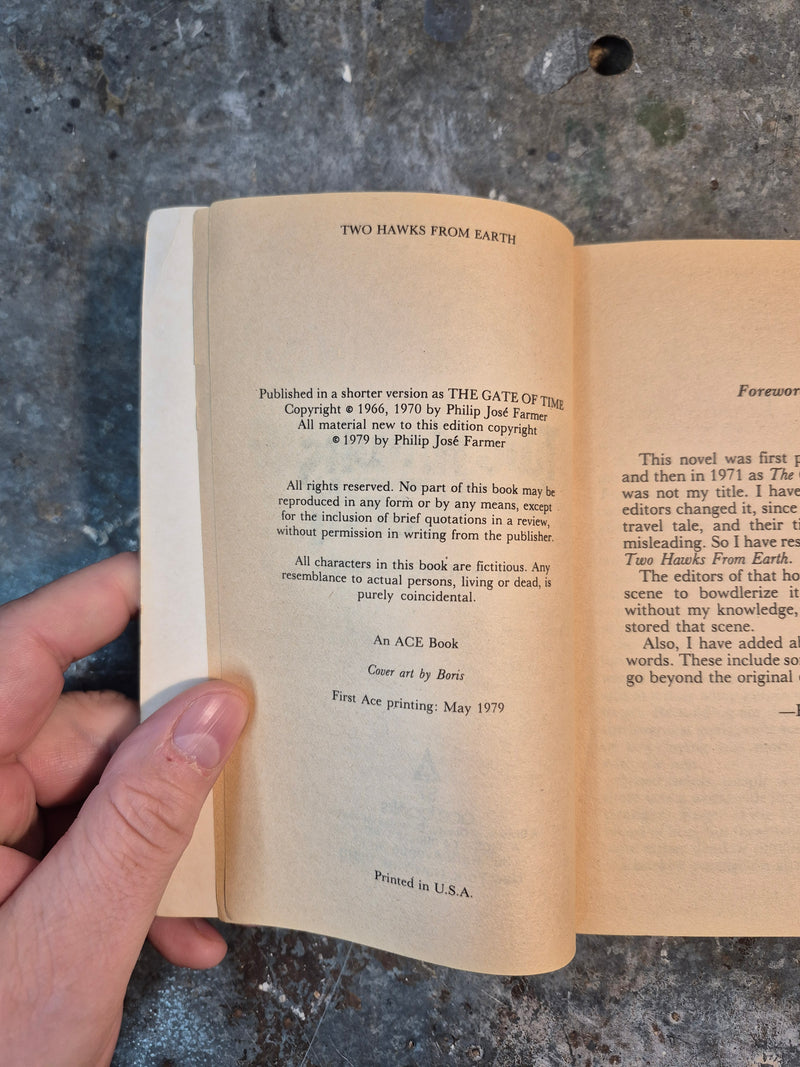 TWO HAWKS FROM EARTH
Published in a shorter version as THE GATE OF TIME
Copyright © 1966, 1970 by Philip José Farmer
All material new to this edition copyright
© 1979 by Philip José Farmer
All rights reserved. No part of this book may be
reproduced in any form or by any means, except
for the inclusion of brief quotations in a review,
without permission in writing from the publisher.
All characters in this book are fictitious. Any
resemblance to actual persons, living or dead, is
purely coincidental.
An ACE Book
Cover art by Boris
First Ace printing: May 1979
Printed in U.S.A.
This novel was first
and then in 1971 as The
was not my title. I have
editors changed it, since
travel tale, and their
misleading. So I have
Two Hawks From Earth.
The editors of that
scene to bowdlerize it
without my knowledge,
stored that scene.
Also, I have added
words. These include
go beyond the original